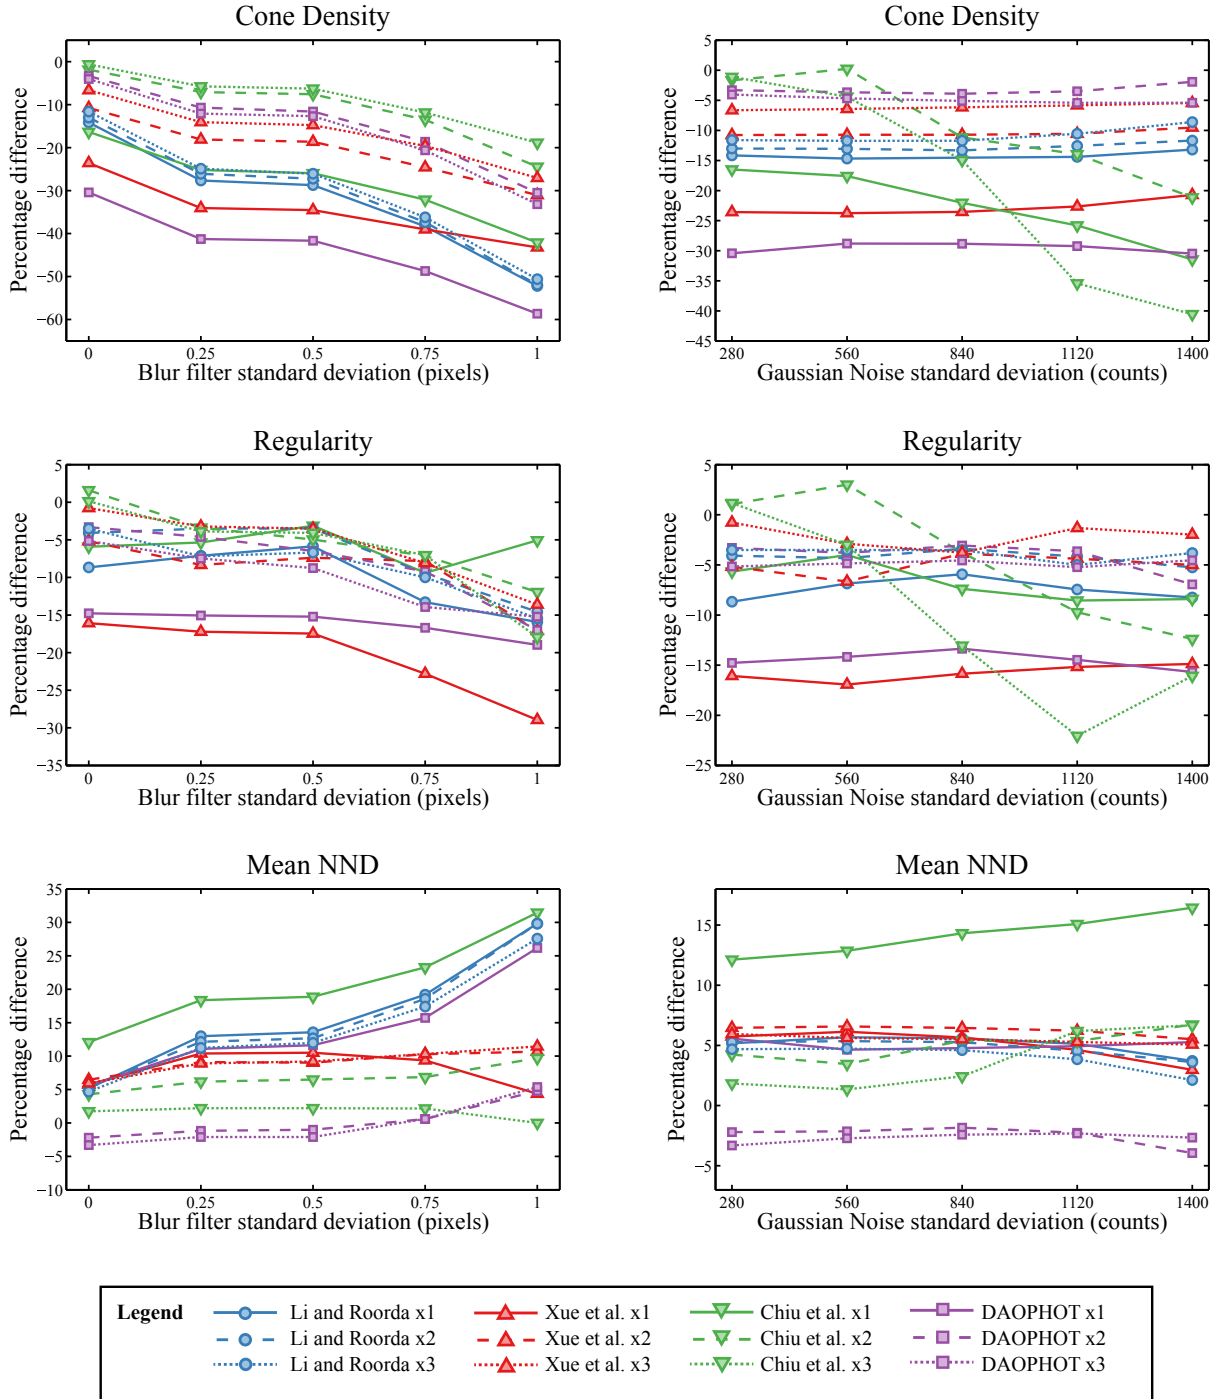 Cone Density
Percentage difference
0
−10
−20
−30
−40
−50
−60
0 0.25 0.5 0.75 1
Blur filter standard deviation (pixels)
Cone Density
Percentage difference
5
0
−5
−10
−15
−20
−25
−30
−35
−40
−45
280 560 840 1120 1400
Gaussian Noise standard deviation (counts)
Regularity
Percentage difference
5
0
−5
−10
−15
−20
−25
−30
−35
0 0.25 0.5 0.75 1
Blur filter standard deviation (pixels)
Regularity
Percentage difference
5
0
−5
−10
−15
−20
−25
280 560 840 1120 1400
Gaussian Noise standard deviation (counts)
Mean NND
Percentage difference
35
30
25
20
15
10
5
0
−5
−10
0 0.25 0.5 0.75 1
Blur filter standard deviation (pixels)
Mean NND
Percentage difference
15
10
5
0
−5
280 560 840 1120 1400
Gaussian Noise standard deviation (counts)
Legend
Li and Roorda x1
Li and Roorda x2
Li and Roorda x3
Xue et al. x1
Xue et al. x2
Xue et al. x3
Chiu et al. x1
Chiu et al. x2
Chiu et al. x3
DAOPHOT x1
DAOPHOT x2
DAOPHOT x3